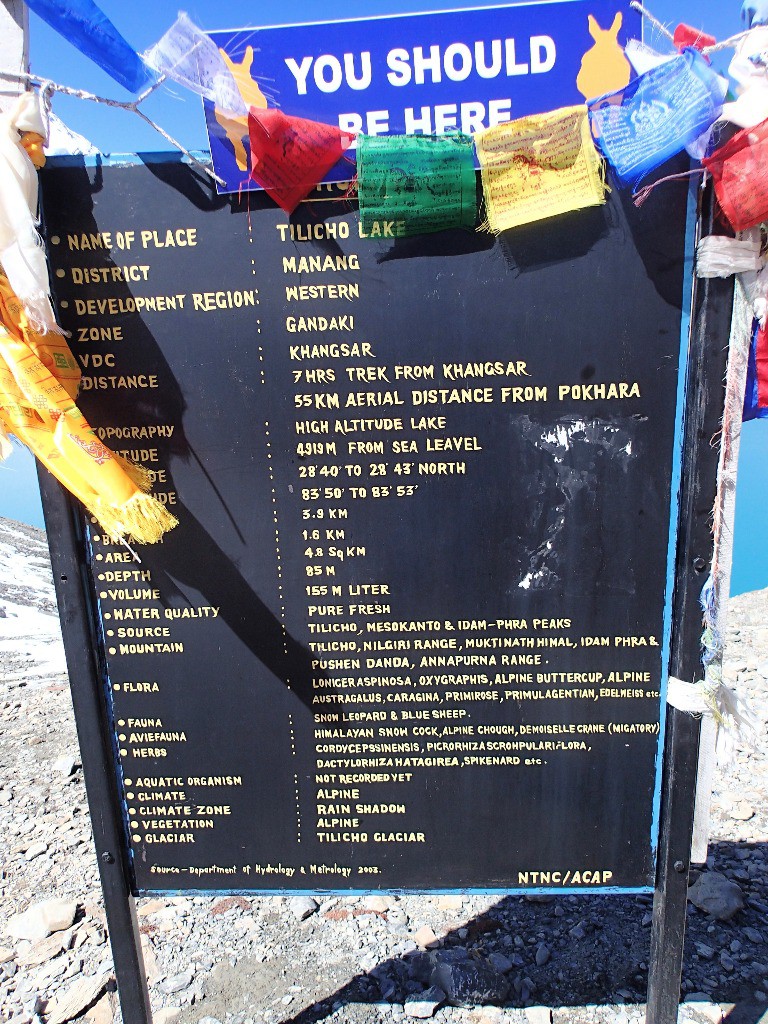 YOU SHOULD
BE HERE
• NAME OF PLACE : TILICHO LAKE
• DISTRICT : MANANG
• DEVELOPMENT REGION : WESTERN
• ZONE : GANDAKI
VDC : KHANGSAR
DISTANCE : 7 HRS TREK FROM KHANGSAR
55 KM AERIAL DISTANCE FROM POKHARA
TOPOGRAPHY : HIGH ALTITUDE LAKE
: 4919 M FROM SEA LEAVEL
: 28°40' TO 28°43' NORTH
: 83°50' TO 83°53'
: 3.9 KM
: 1.6 KM
• AREA : 4.8 Sq KM
• DEPTH : 85 M
• VOLUME : 155 M LITER
• WATER QUALITY : PURE FRESH
• SOURCE : TILICHO, MESOKANTO & IDAM-PHRA PEAKS
• MOUNTAIN : TILICHO, NILGIRI RANGE, MUKTINATH HIMAL, IDAM PHRA &
PUSHEN DANDA, ANNAPURNA RANGE.
• FLORA : LONICERASPINOSA, OXYGRAPHIS, ALPINE BUTTERCUP, ALPINE
AUSTRAGALUS, CARAGINA, PRIMIROSE, PRIMULAGENTIAN, EDELWEISS etc.
• FAUNA : SNOW LEOPARD & BLUE SHEEP.
• AVIEFAUNA : HIMALAYAN SNOW COCK, ALPINE CHOUGH, DEMOISELLE CRANE (MIGATORY)
• HERBS : CORDYCEPSSINENSIS, PICRORHIZASCROHPULARIFLORA,
DACTYLORHIZAHATAGIREA, SPIKENARD etc.
• AQUATIC ORGANISM : NOT RECORDED YET
• CLIMATE : ALPINE
• CLIMATE ZONE : RAIN SHADOW
• VEGETATION : ALPINE
• GLACIAR : TILICHO GLACIAR
Source - Department of Hydrology & Metrology 2003.
NTNC/ACAP